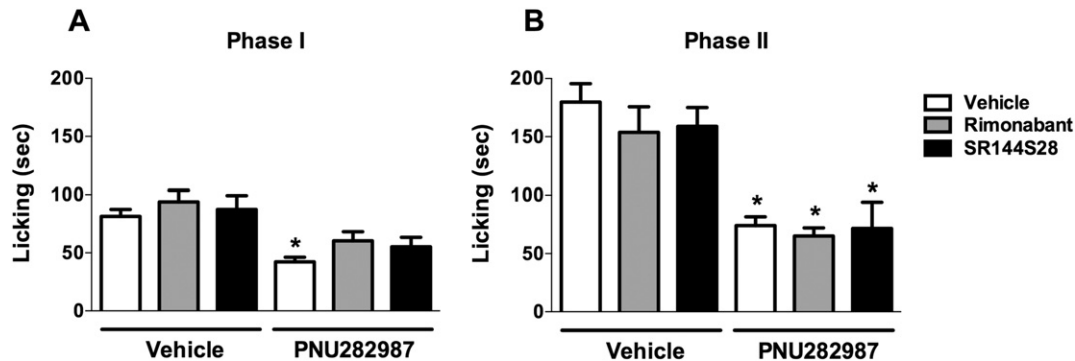 A
Phase I
Licking (sec)
200
150
100
50
0
*
Vehicle
PNU282987
B
Phase II
Licking (sec)
200
150
100
50
0
*
*
*
Vehicle
PNU282987
Vehicle
Rimonabant
SR144S28